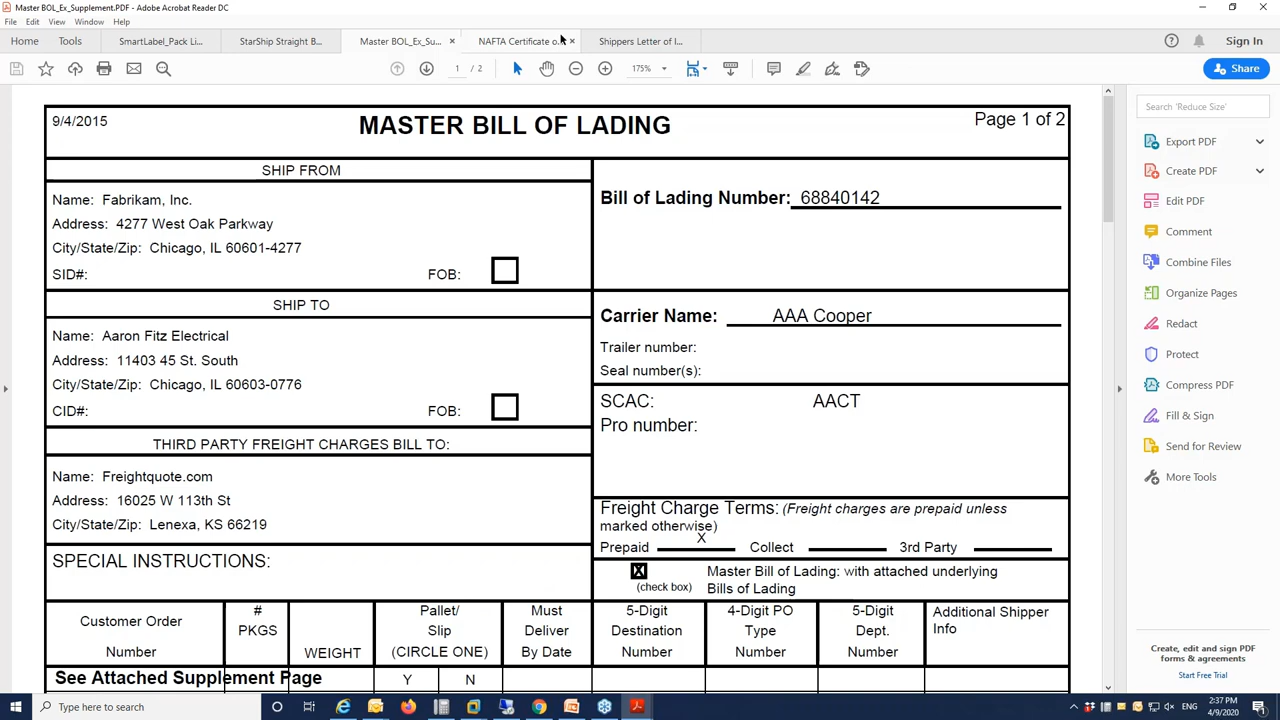 Master BOL_Ex_Supplement.PDF - Adobe Acrobat Reader DC
File Edit View Window Help
Home Tools SmartLabel_Pack Li... StarShip Straight B... Master BOL_Ex_Su... × NAFTA Certificate o... × Shippers Letter of I... Sign In
1 / 2 175% Share
9/4/2015
MASTER BILL OF LADING
Page 1 of 2
SHIP FROM
Name: Fabrikam, Inc.
Address: 4277 West Oak Parkway
City/State/Zip: Chicago, IL 60601-4277
SID#: FOB:
SHIP TO
Name: Aaron Fitz Electrical
Address: 11403 45 St. South
City/State/Zip: Chicago, IL 60603-0776
CID#: FOB:
THIRD PARTY FREIGHT CHARGES BILL TO:
Name: Freightquote.com
Address: 16025 W 113th St
City/State/Zip: Lenexa, KS 66219
SPECIAL INSTRUCTIONS:
Bill of Lading Number: 68840142
Carrier Name: AAA Cooper
Trailer number:
Seal number(s):
SCAC: AACT
Pro number:
Freight Charge Terms: (Freight charges are prepaid unless
marked otherwise)
X
Prepaid Collect 3rd Party
X
(check box)
Master Bill of Lading: with attached underlying
Bills of Lading
Customer Order
Number
#
PKGS
WEIGHT
Pallet/
Slip
(CIRCLE ONE)
Must
Deliver
By Date
5-Digit
Destination
Number
4-Digit PO
Type
Number
5-Digit
Dept.
Number
Additional Shipper
Info
See Attached Supplement Page Y N
Search 'Reduce Size'
Export PDF
Create PDF
Edit PDF
Comment
Combine Files
Organize Pages
Redact
Protect
Compress PDF
Fill & Sign
Send for Review
More Tools
Create, edit and sign PDF
forms & agreements
Start Free Trial
Type here to search
ENG
2:37 PM
4/9/2020